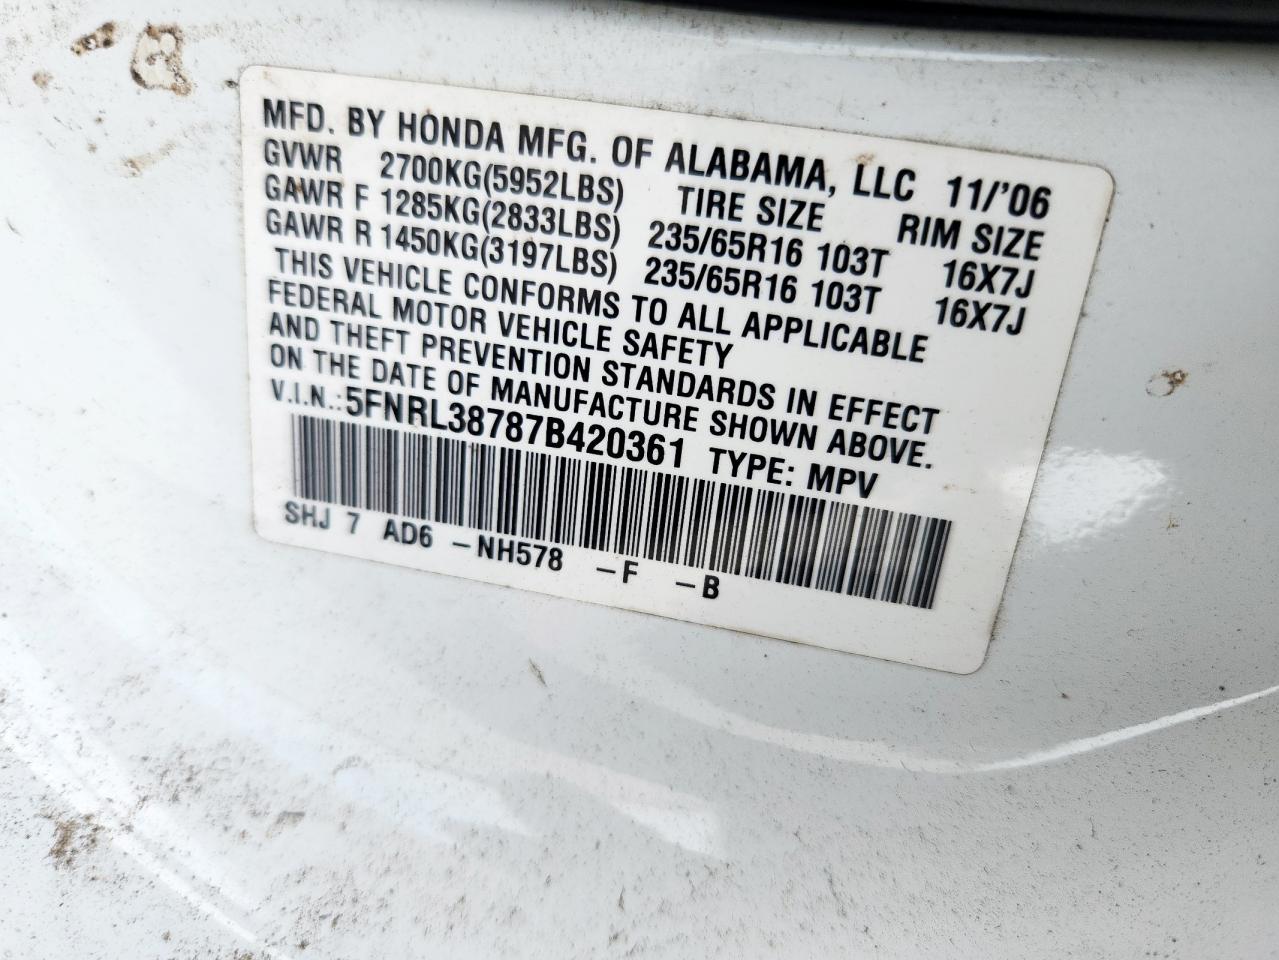 MFD. BY HONDA MFG. OF ALABAMA, LLC 11/'06
GVWR 2700KG(5952LBS) TIRE SIZE RIM SIZE
GAWR F 1285KG(2833LBS) 235/65R16 103T 16X7J
GAWR R 1450KG(3197LBS) 235/65R16 103T 16X7J
THIS VEHICLE CONFORMS TO ALL APPLICABLE
FEDERAL MOTOR VEHICLE SAFETY
AND THEFT PREVENTION STANDARDS IN EFFECT
ON THE DATE OF MANUFACTURE SHOWN ABOVE.
V.I.N.: 5FNRL38787B420361 TYPE: MPV
SHJ 7 AD6 -NH578 -F -B